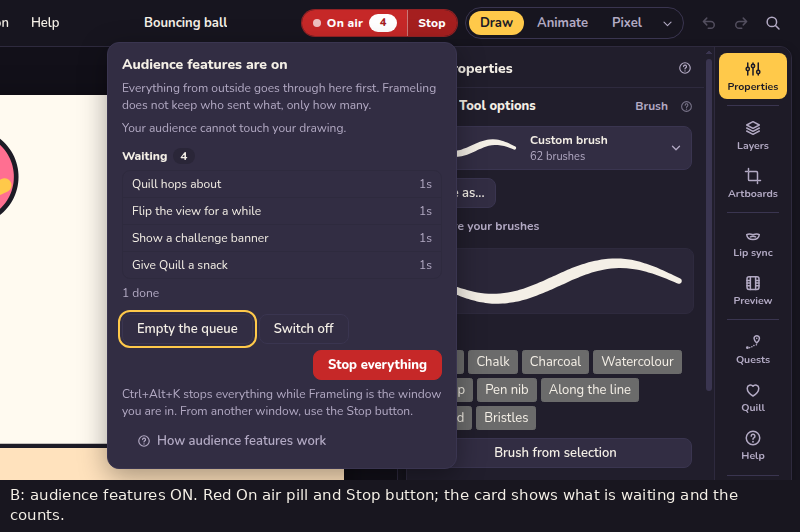 Help
Bouncing ball
On air 4 Stop
Draw Animate Pixel
Audience features are on
Everything from outside goes through here first. Frameling
does not keep who sent what, only how many.
Your audience cannot touch your drawing.
Waiting 4
Quill hops about 1s
Flip the view for a while 1s
Show a challenge banner 1s
Give Quill a snack 1s
1 done
Empty the queue Switch off
Stop everything
Ctrl+Alt+K stops everything while Frameling is the window
you are in. From another window, use the Stop button.
How audience features work
Tool options Brush
Custom brush
62 brushes
as...
your brushes
Chalk Charcoal Watercolour
Pen nib Along the line
Bristles
Brush from selection
Properties
Layers
Artboards
Lip sync
Preview
Quests
Quill
Help
B: audience features ON. Red On air pill and Stop button; the card shows what is waiting and the
counts.